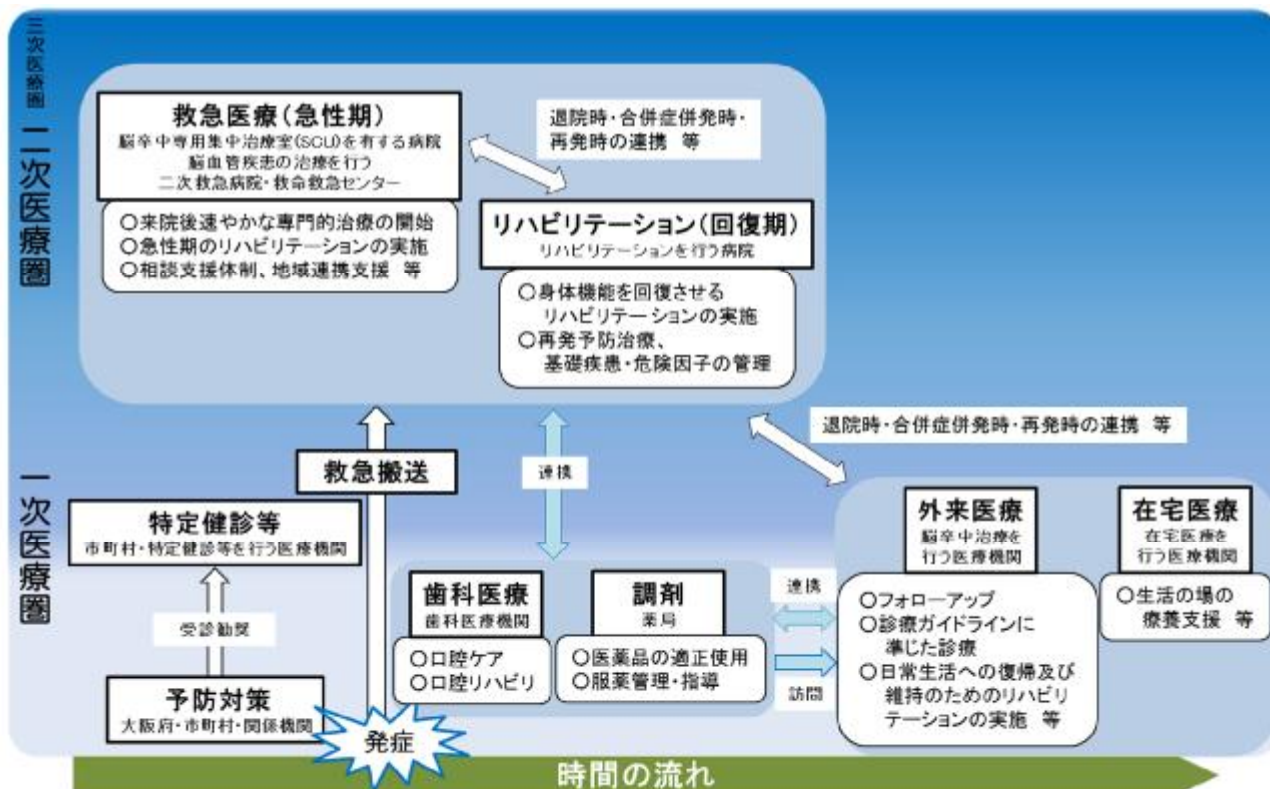 三次医療圏
二次医療圏
一次医療圏
救急医療（急性期）
脳卒中専用集中治療室（SCU）を有する病院
脳血管疾患の治療を行う
二次救急病院・救命救急センター
○来院後速やかな専門的治療の開始
○急性期のリハビリテーションの実施
○相談支援体制、地域連携支援 等
退院時・合併症併発時・
再発時の連携 等
リハビリテーション（回復期）
リハビリテーションを行う病院
○身体機能を回復させる
リハビリテーションの実施
○再発予防治療、
基礎疾患・危険因子の管理
退院時・合併症併発時・再発時の連携 等
救急搬送
連携
特定健診等
市町村・特定健診等を行う医療機関
受診勧奨
予防対策
大阪府・市町村・関係機関
発症
歯科医療
歯科医療機関
○口腔ケア
○口腔リハビリ
調剤
薬局
○医薬品の適正使用
○服薬管理・指導
連携
訪問
外来医療
脳卒中治療を
行う医療機関
○フォローアップ
○診療ガイドラインに
準じた診療
○日常生活への復帰及び
維持のためのリハビリ
テーションの実施 等
在宅医療
在宅医療を
行う医療機関
○生活の場の
療養支援 等
時間の流れ